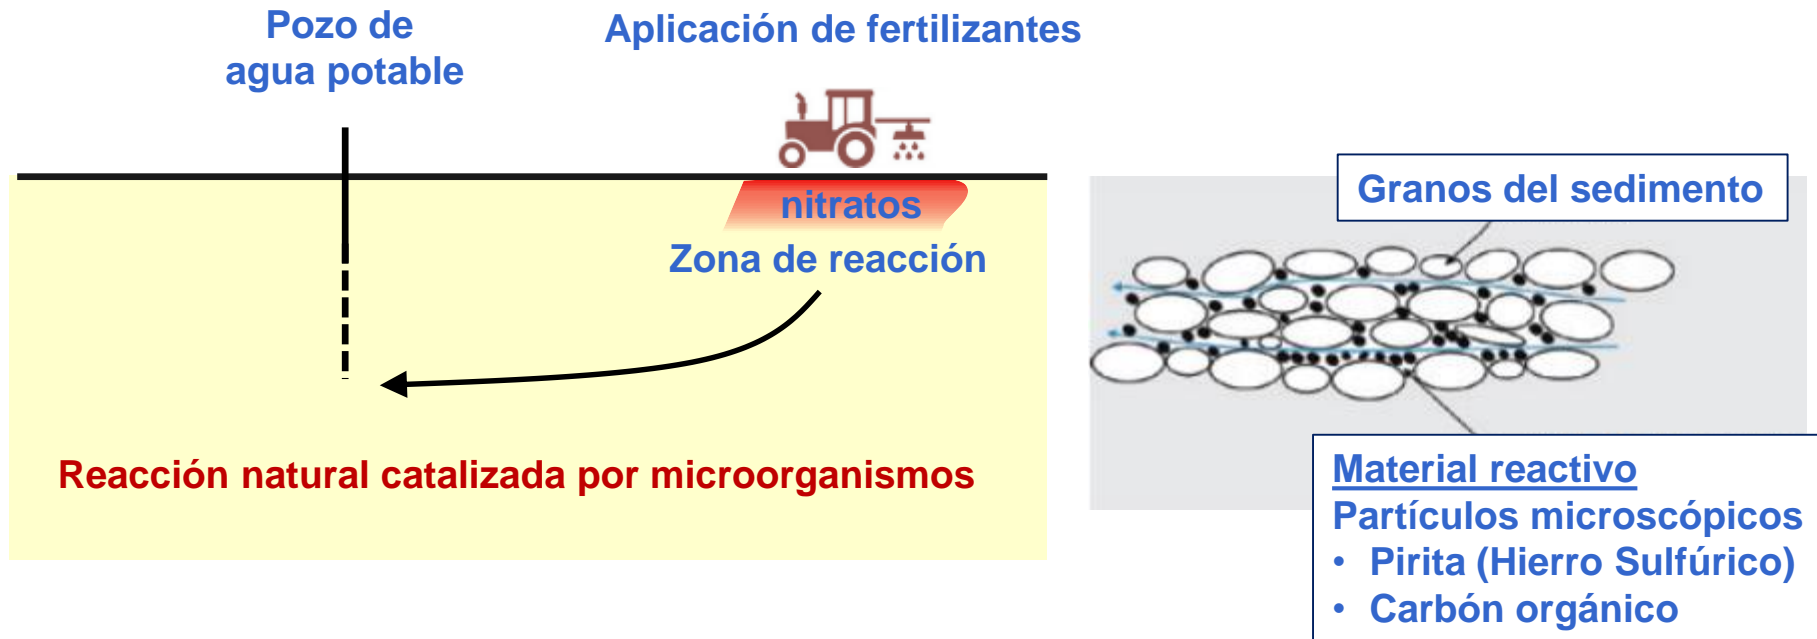 Pozo de
agua potable
Aplicación de fertilizantes
nitratos
Zona de reacción
Reacción natural catalizada por microorganismos
Granos del sedimento
Material reactivo
Partículos microscópicos
• Pirita (Hierro Sulfúrico)
• Carbón orgánico